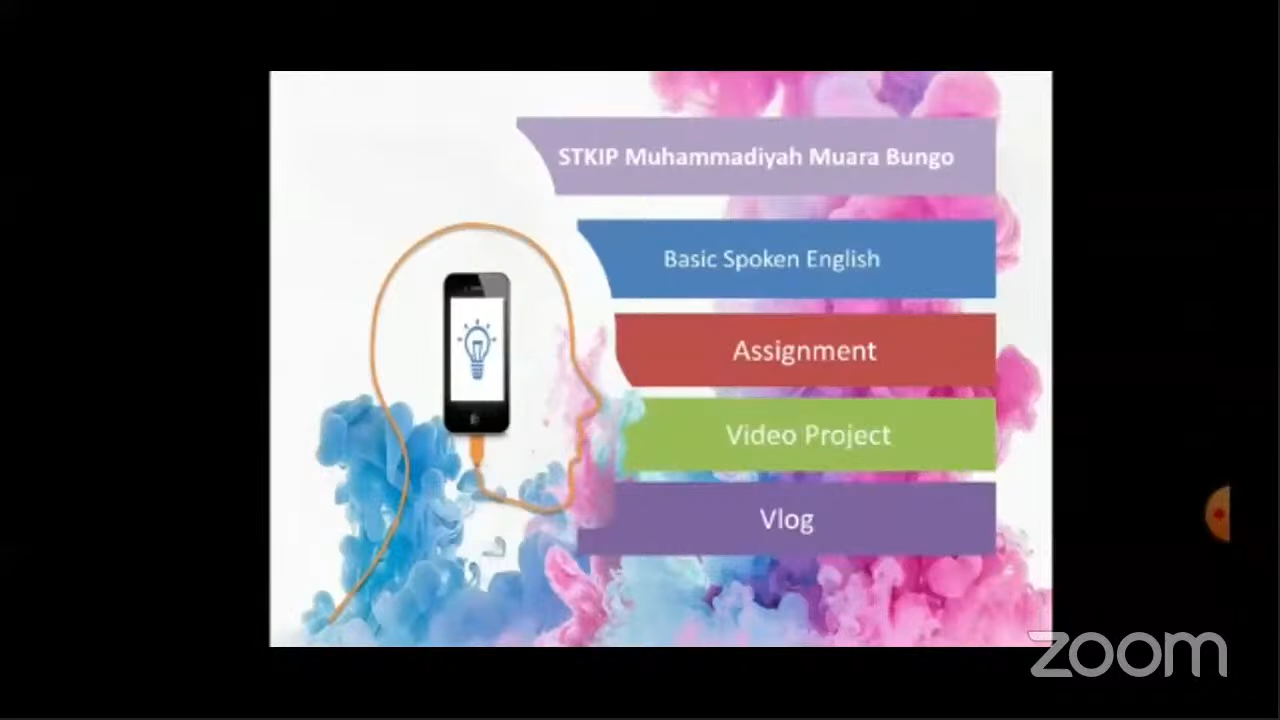 STKIP Muhammadiyah Muara Bungo
Basic Spoken English
Assignment
Video Project
Vlog
zoom